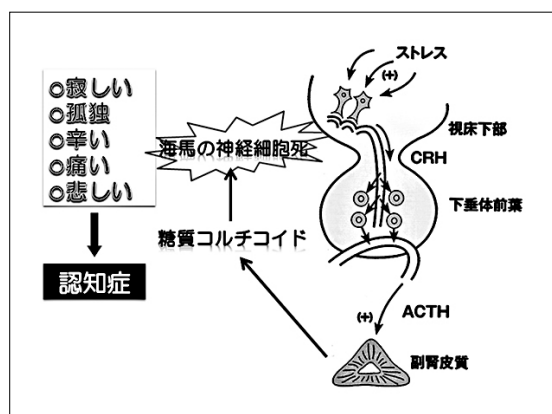 ◎寂しい
◎孤独
◎辛い
◎痛い
◎悲しい
認知症
海馬の神経細胞死
糖質コルチコイド
ストレス
(+)
視床下部
CRH
下垂体前葉
(+)
ACTH
副腎皮質